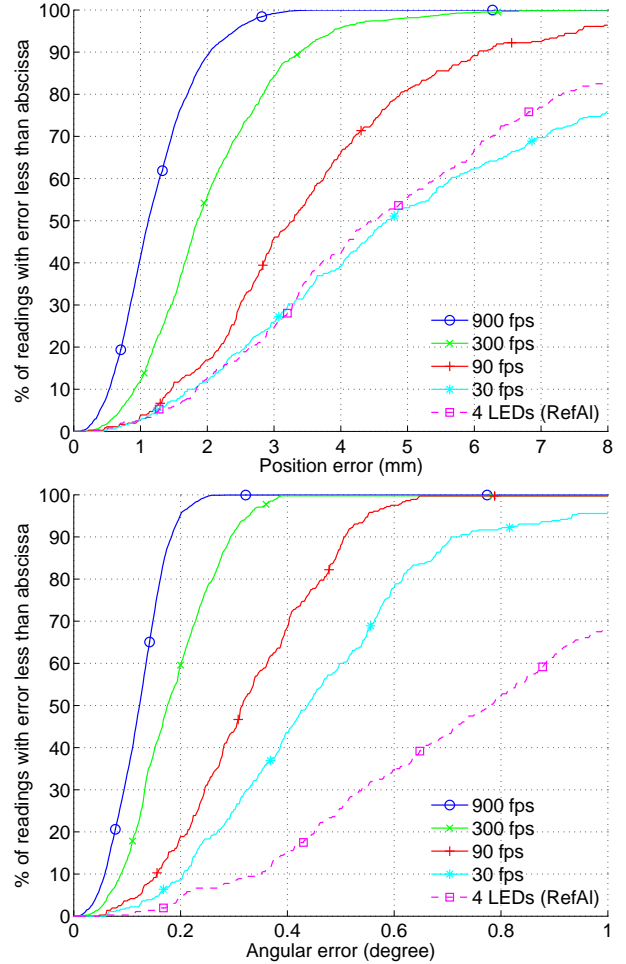 % of readings with error less than abscissa
100
90
80
70
60
50
40
30
20
10
0
900 fps
300 fps
90 fps
30 fps
4 LEDs (RefAl)
0 1 2 3 4 5 6 7 8
Position error (mm)
% of readings with error less than abscissa
100
90
80
70
60
50
40
30
20
10
0
900 fps
300 fps
90 fps
30 fps
4 LEDs (RefAl)
0 0.2 0.4 0.6 0.8 1
Angular error (degree)